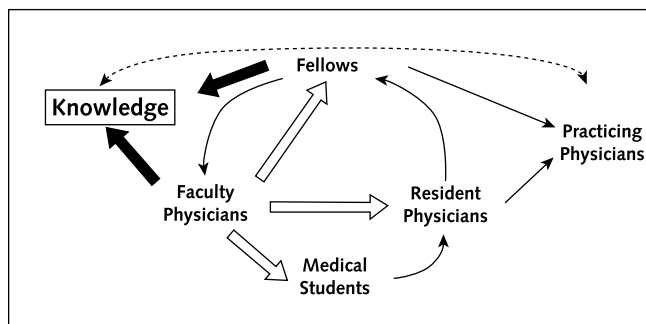 Fellows
Knowledge
Practicing
Physicians
Faculty
Physicians
Resident
Physicians
Medical
Students